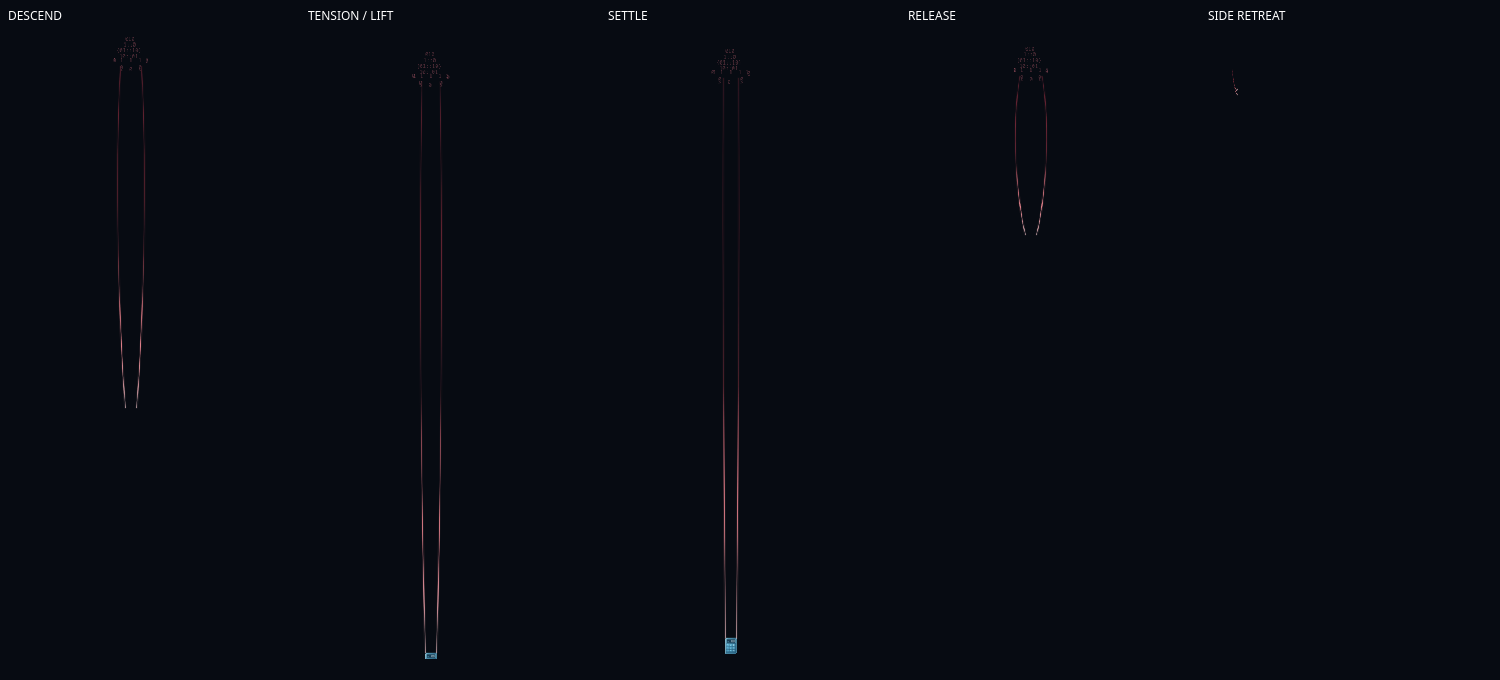 DESCEND
TENSION / LIFT
SETTLE
RELEASE
SIDE RETREAT